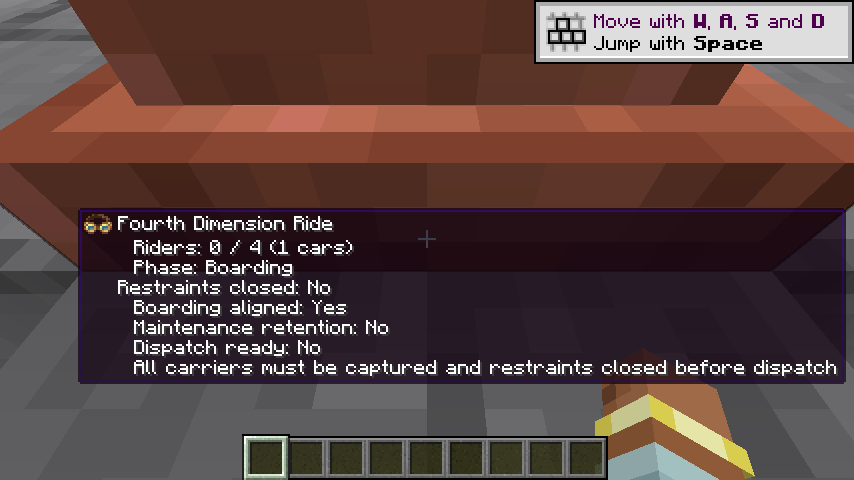 Move with W, A, S and D
Jump with Space
Fourth Dimension Ride
Riders: 0 / 4 (1 cars)
Phase: Boarding
Restraints closed: No
Boarding aligned: Yes
Maintenance retention: No
Dispatch ready: No
All carriers must be captured and restraints closed before dispatch